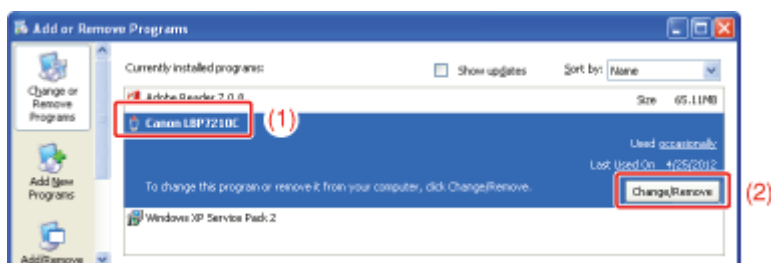 Add or Remove Programs
Change or
Remove
Programs
Add New
Programs
Add/Remove
Currently installed programs:
Show updates
Sort by: Name
Adobe Reader 7.0.8
Size 65.11MB
Canon LBP7210C
(1)
Used occasionally
Last Used On 4/25/2012
To change this program or remove it from your computer, click Change/Remove.
Change/Remove
(2)
Windows XP Service Pack 2